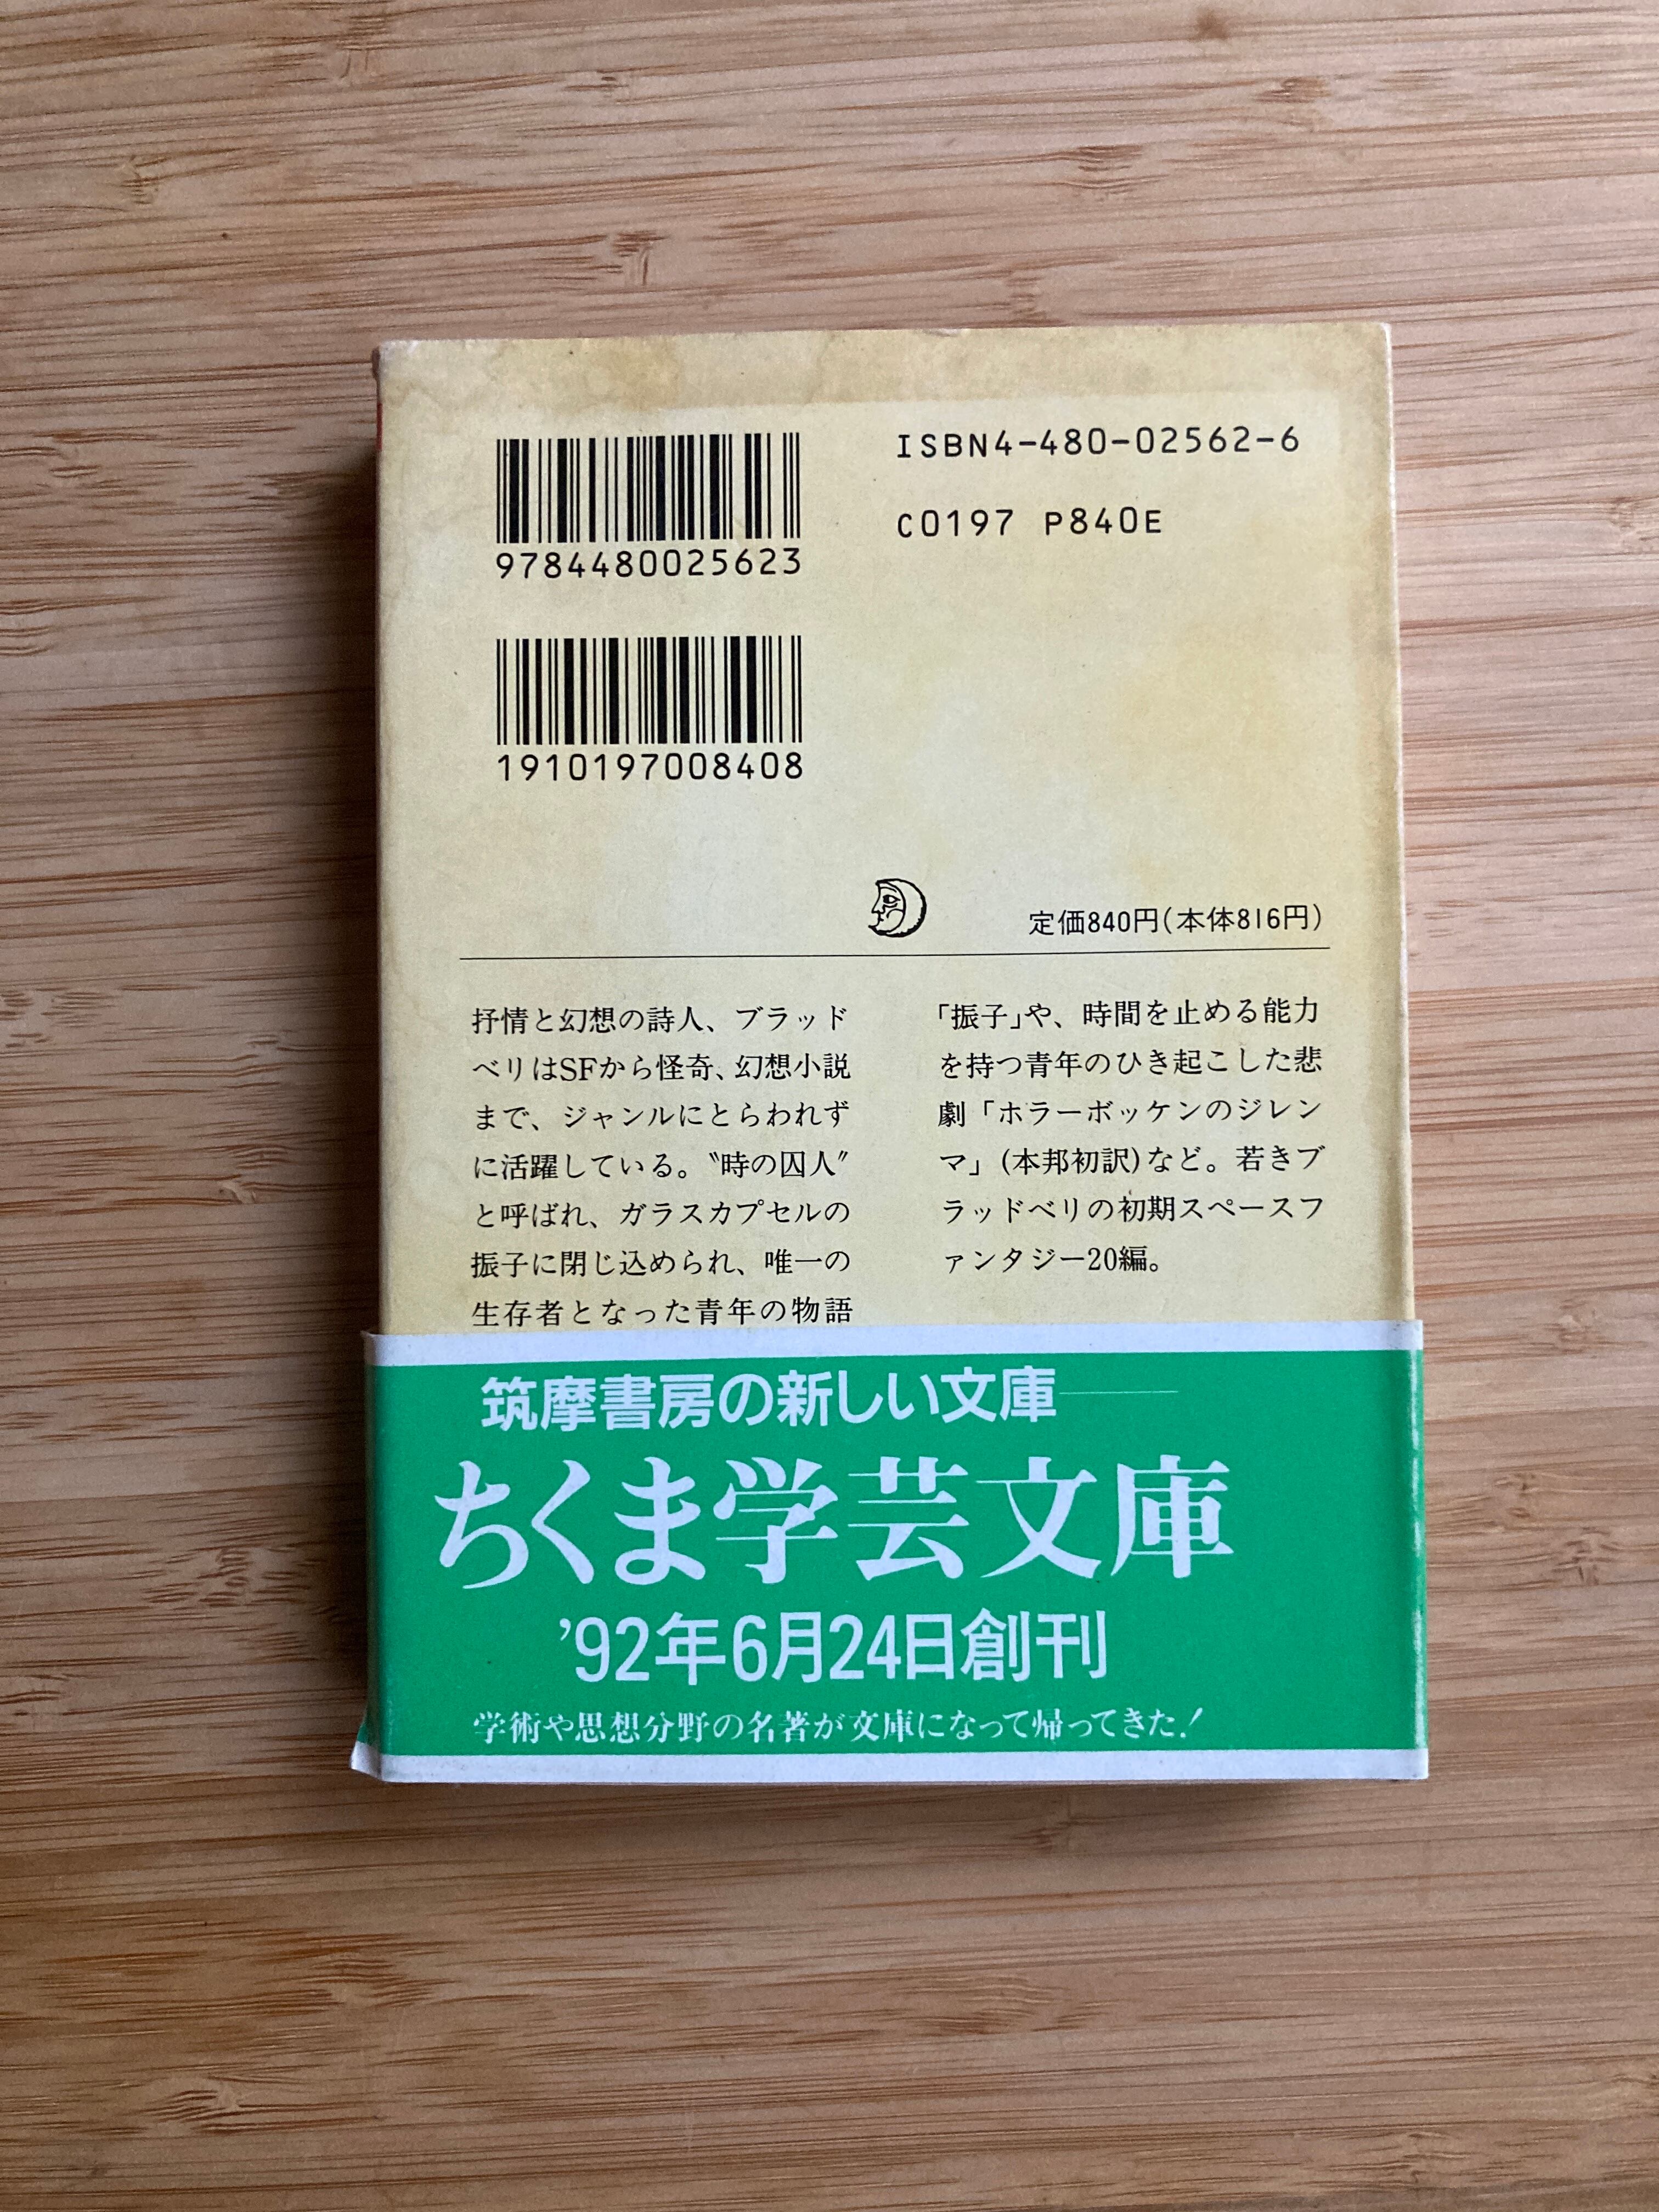 ISBN4-480-02562-6
C0197 P840E
9784480025623
1910197008408
定価840円(本体816円)
抒情と幻想の詩人、ブラッド
ベリはSFから怪奇、幻想小説
まで、ジャンルにとらわれず
に活躍している。〝時の囚人〟
と呼ばれ、ガラスカプセルの
振子に閉じ込められ、唯一の
生存者となった青年の物語
「振子」や、時間を止める能力
を持つ青年のひき起こした悲
劇「ホラーボッケンのジレン
マ」(本邦初訳)など。若きブ
ラッドベリの初期スペースフ
ァンタジー20編。
筑摩書房の新しい文庫――
ちくま学芸文庫
'92年6月24日創刊
学術や思想分野の名著が文庫になって帰ってきた!